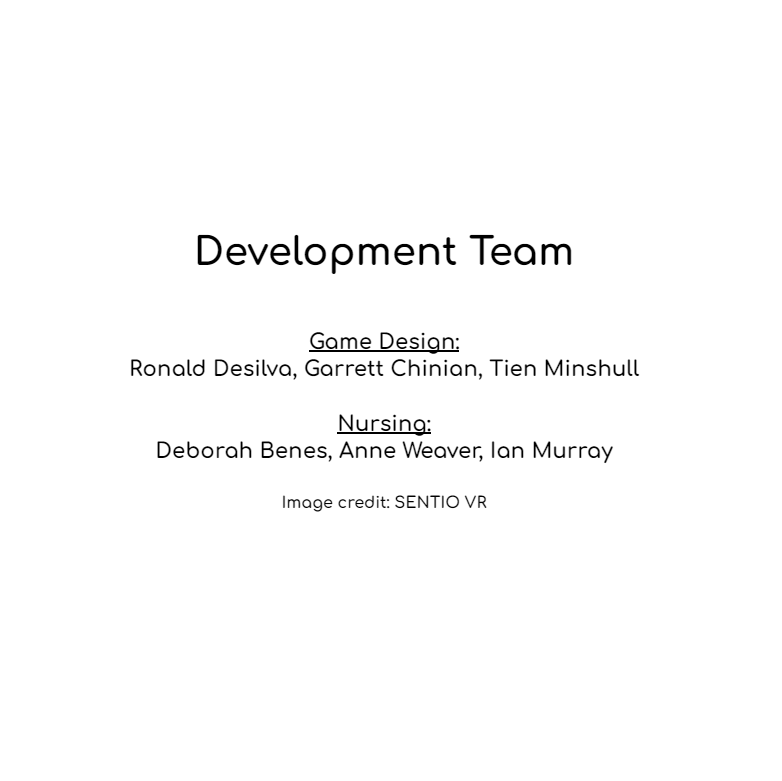 Development Team
Game Design:
Ronald Desilva, Garrett Chinian, Tien Minshull
Nursing:
Deborah Benes, Anne Weaver, Ian Murray
Image credit: SENTIO VR